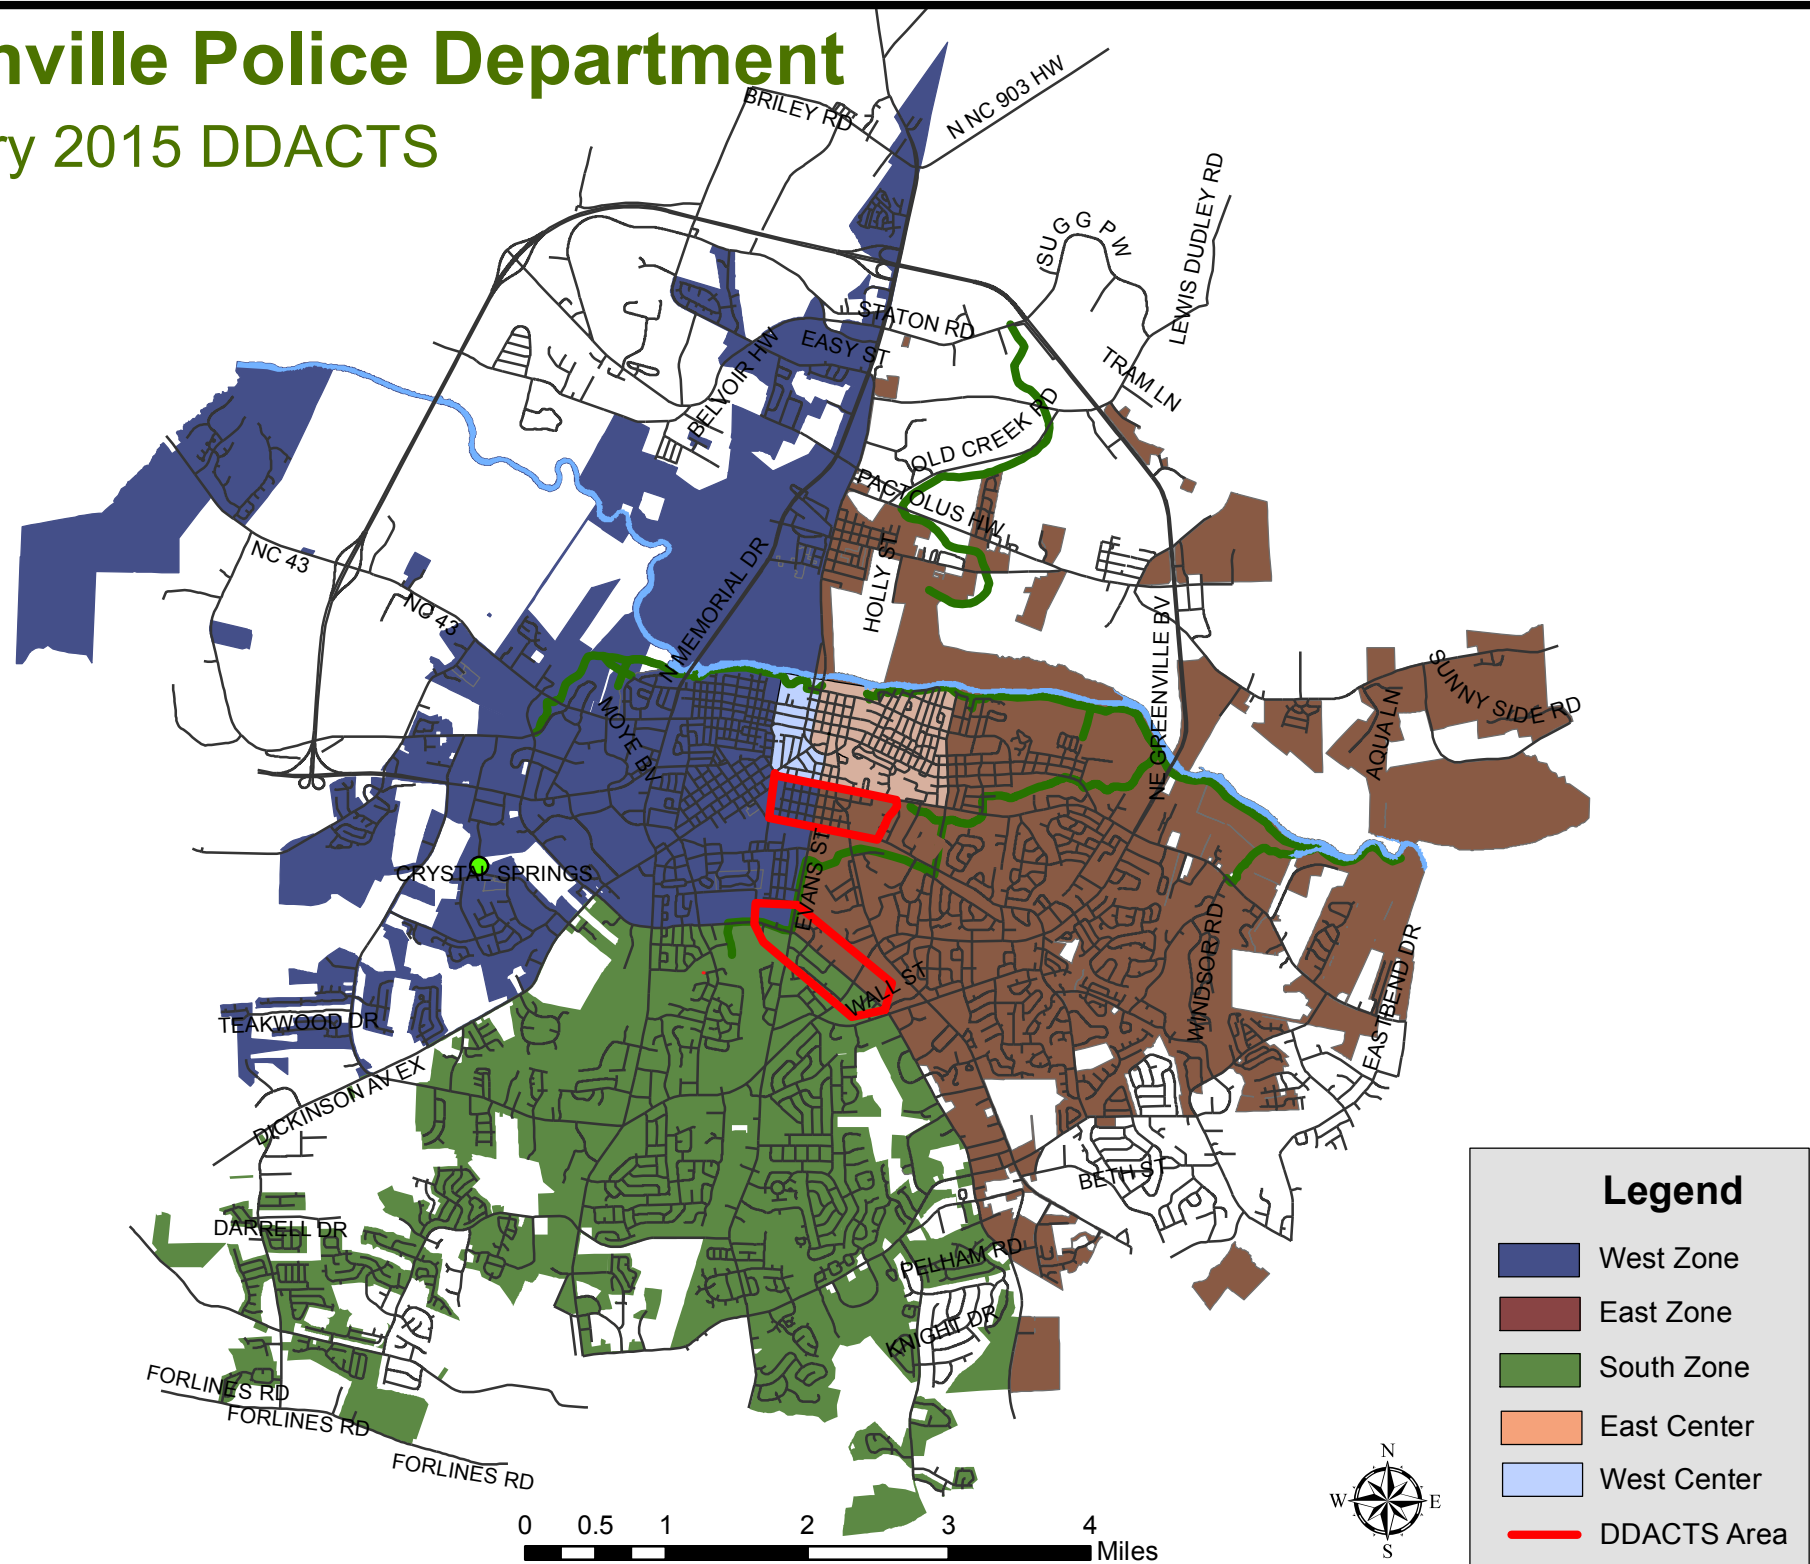 nville Police Department
ry 2015 DDACTS
BRILEY RD
N NC 903 HW
SUGG PW
LEWIS DUDLEY RD
STATON RD
EASY ST
BELVOIR HW
TRAM LN
OLD CREEK RD
PACTOLUS HW
NC 43
NC 43
N MEMORIAL DR
HOLLY ST
NE GREENVILLE BV
SUNNY SIDE RD
AQUA LN
MOYE BV
CRYSTAL SPRINGS
EVANS ST
WALL ST
WINDSOR RD
EASTBEND DR
TEAKWOOD DR
DICKINSON AV EX
BETH ST
DARRELL DR
PELHAM RD
KNIGHT DR
FORLINES RD
FORLINES RD
FORLINES RD
Legend
West Zone
East Zone
South Zone
East Center
West Center
DDACTS Area
N
W E
S
0 0.5 1 2 3 4
Miles